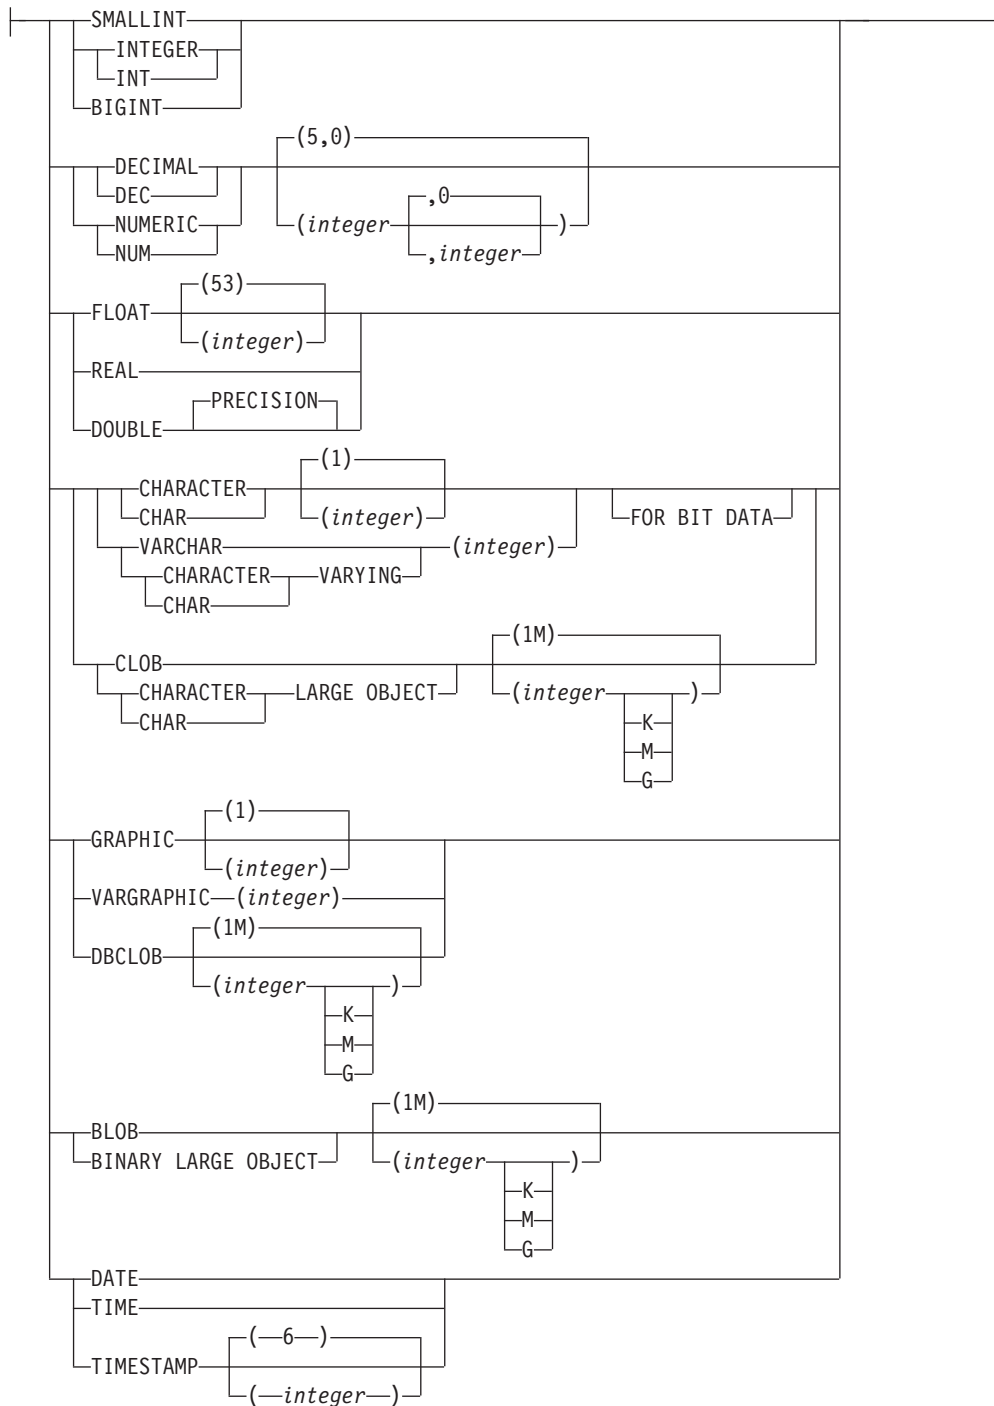 SMALLINT
INTEGER
INT
BIGINT
(5,0)
DECIMAL
DEC
,0
NUMERIC
(integer )
NUM
,integer
(53)
FLOAT
(integer)
REAL
PRECISION
DOUBLE
(1)
CHARACTER
CHAR
(integer)
FOR BIT DATA
VARCHAR
(integer)
CHARACTER
VARYING
CHAR
(1M)
CLOB
CHARACTER
LARGE OBJECT
(integer )
CHAR
K
M
G
(1)
GRAPHIC
(integer)
VARGRAPHIC
(integer)
(1M)
DBCLOB
(integer )
K
M
G
(1M)
BLOB
BINARY LARGE OBJECT
(integer )
K
M
G
DATE
TIME
( 6 )
TIMESTAMP
( integer )